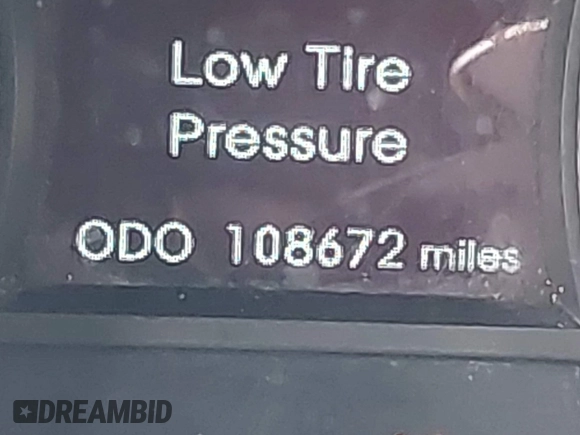 Low Tire
Pressure
ODO 108672 miles
DREAMBID